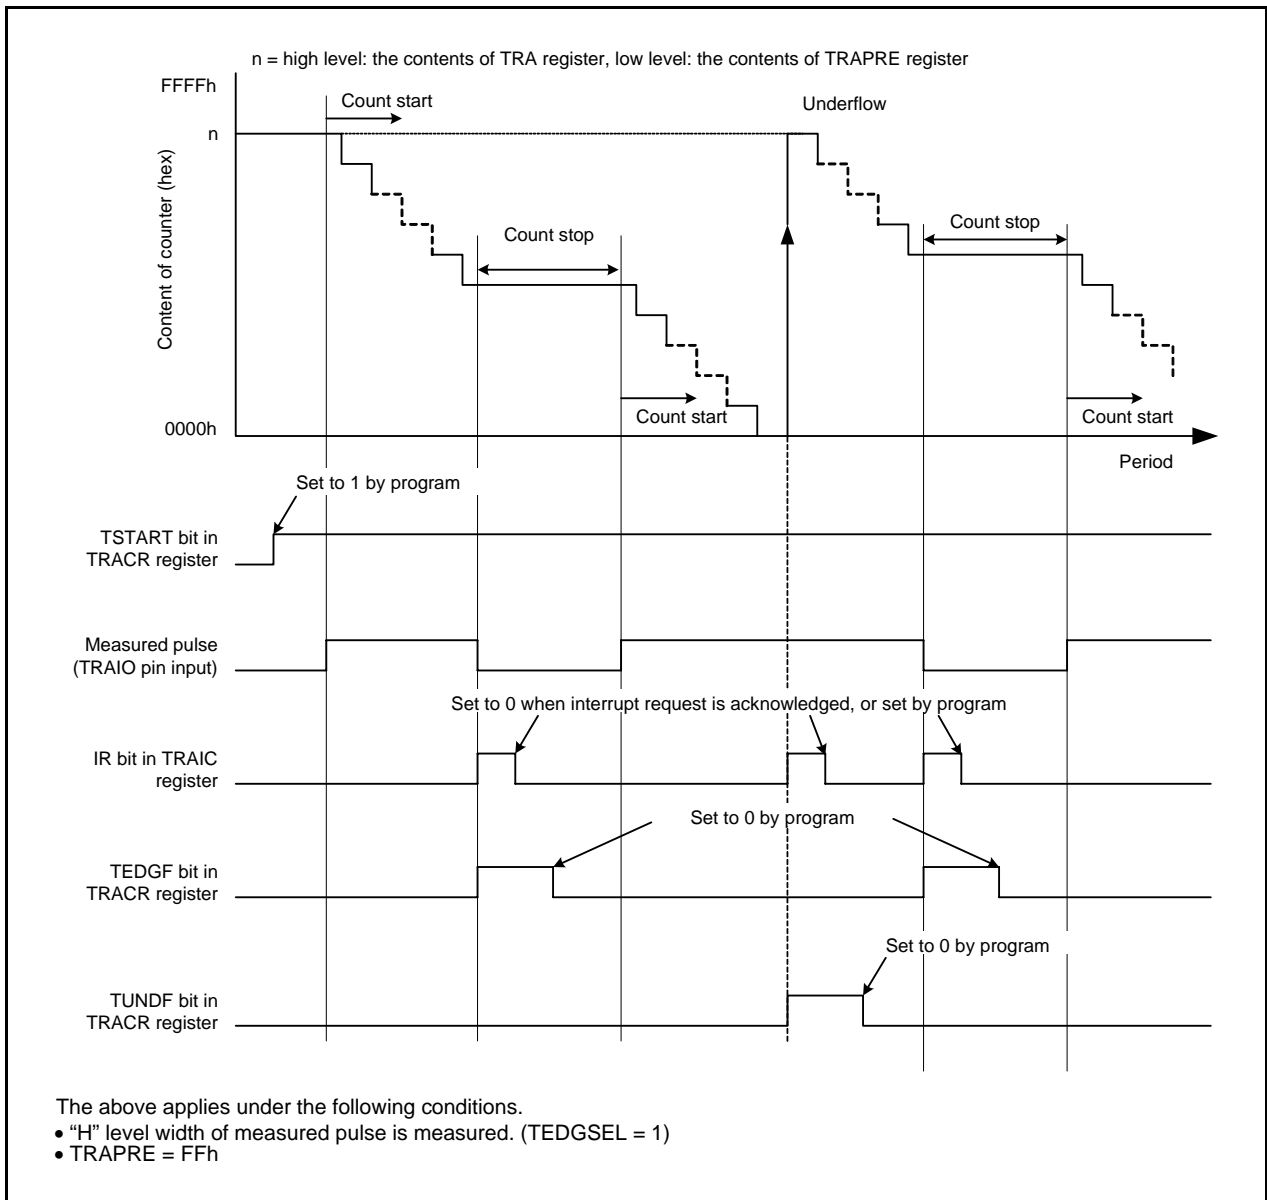 n = high level: the contents of TRA register, low level: the contents of TRAPRE register
FFFFh
Count start
Underflow
n
Content of counter (hex)
Count stop
Count stop
Count start
Count start
0000h
Period
Set to 1 by program
TSTART bit in
TRACR register
Measured pulse
(TRAIO pin input)
Set to 0 when interrupt request is acknowledged, or set by program
IR bit in TRAIC
register
Set to 0 by program
TEDGF bit in
TRACR register
Set to 0 by program
TUNDF bit in
TRACR register
The above applies under the following conditions.
• “H” level width of measured pulse is measured. (TEDGSEL = 1)
• TRAPRE = FFh